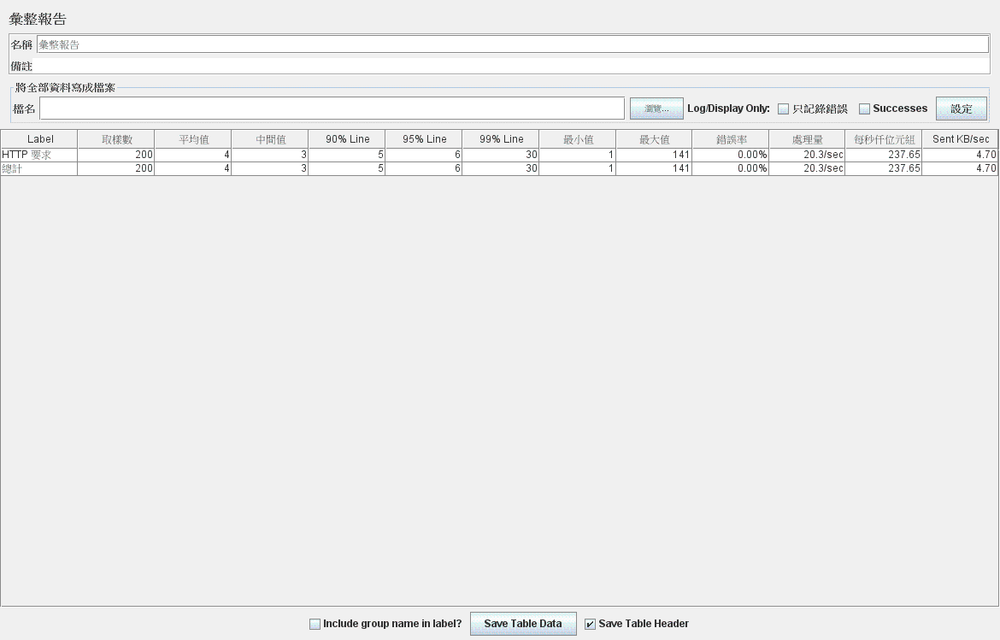 彙整報告
名稱 彙整報告
備註
將全部資料寫成檔案
檔名 瀏覽... Log/Display Only: 只記錄錯誤 Successes 設定
Label 取樣數 平均值 中間值 90% Line 95% Line 99% Line 最小值 最大值 錯誤率 處理量 每秒仟位元組 Sent KB/sec
HTTP 要求 200 4 3 5 6 30 1 141 0.00% 20.3/sec 237.65 4.70
總計 200 4 3 5 6 30 1 141 0.00% 20.3/sec 237.65 4.70
Include group name in label? Save Table Data Save Table Header